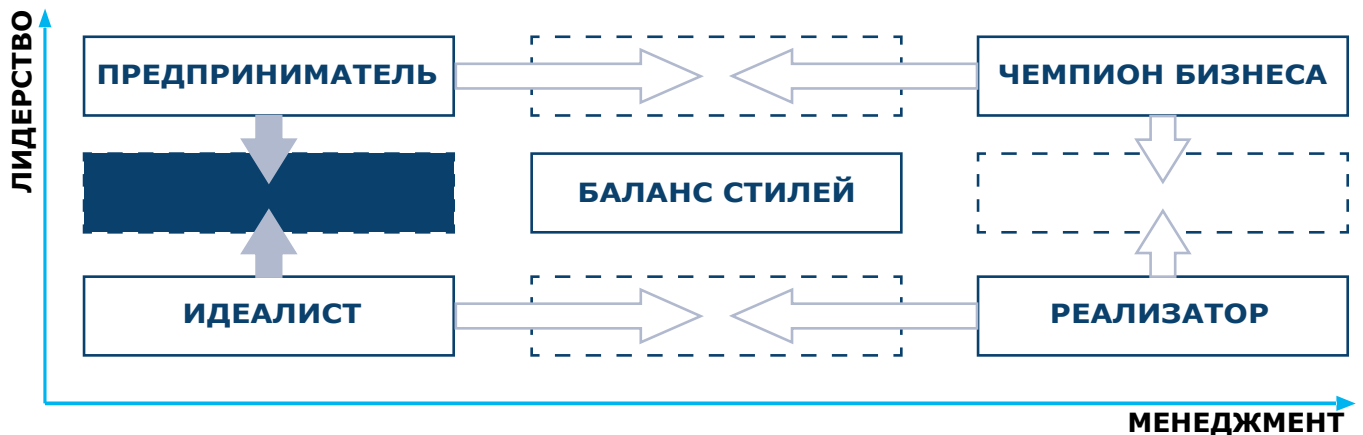 ЛИДЕРСТВО
ПРЕДПРИНИМАТЕЛЬ
ЧЕМПИОН БИЗНЕСА
БАЛАНС СТИЛЕЙ
ИДЕАЛИСТ
РЕАЛИЗАТОР
МЕНЕДЖМЕНТ